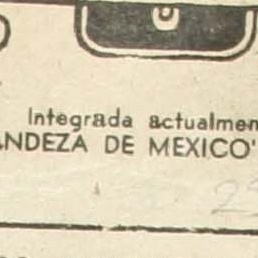 Integrada actualmen
ANDEZA DE MEXICO"